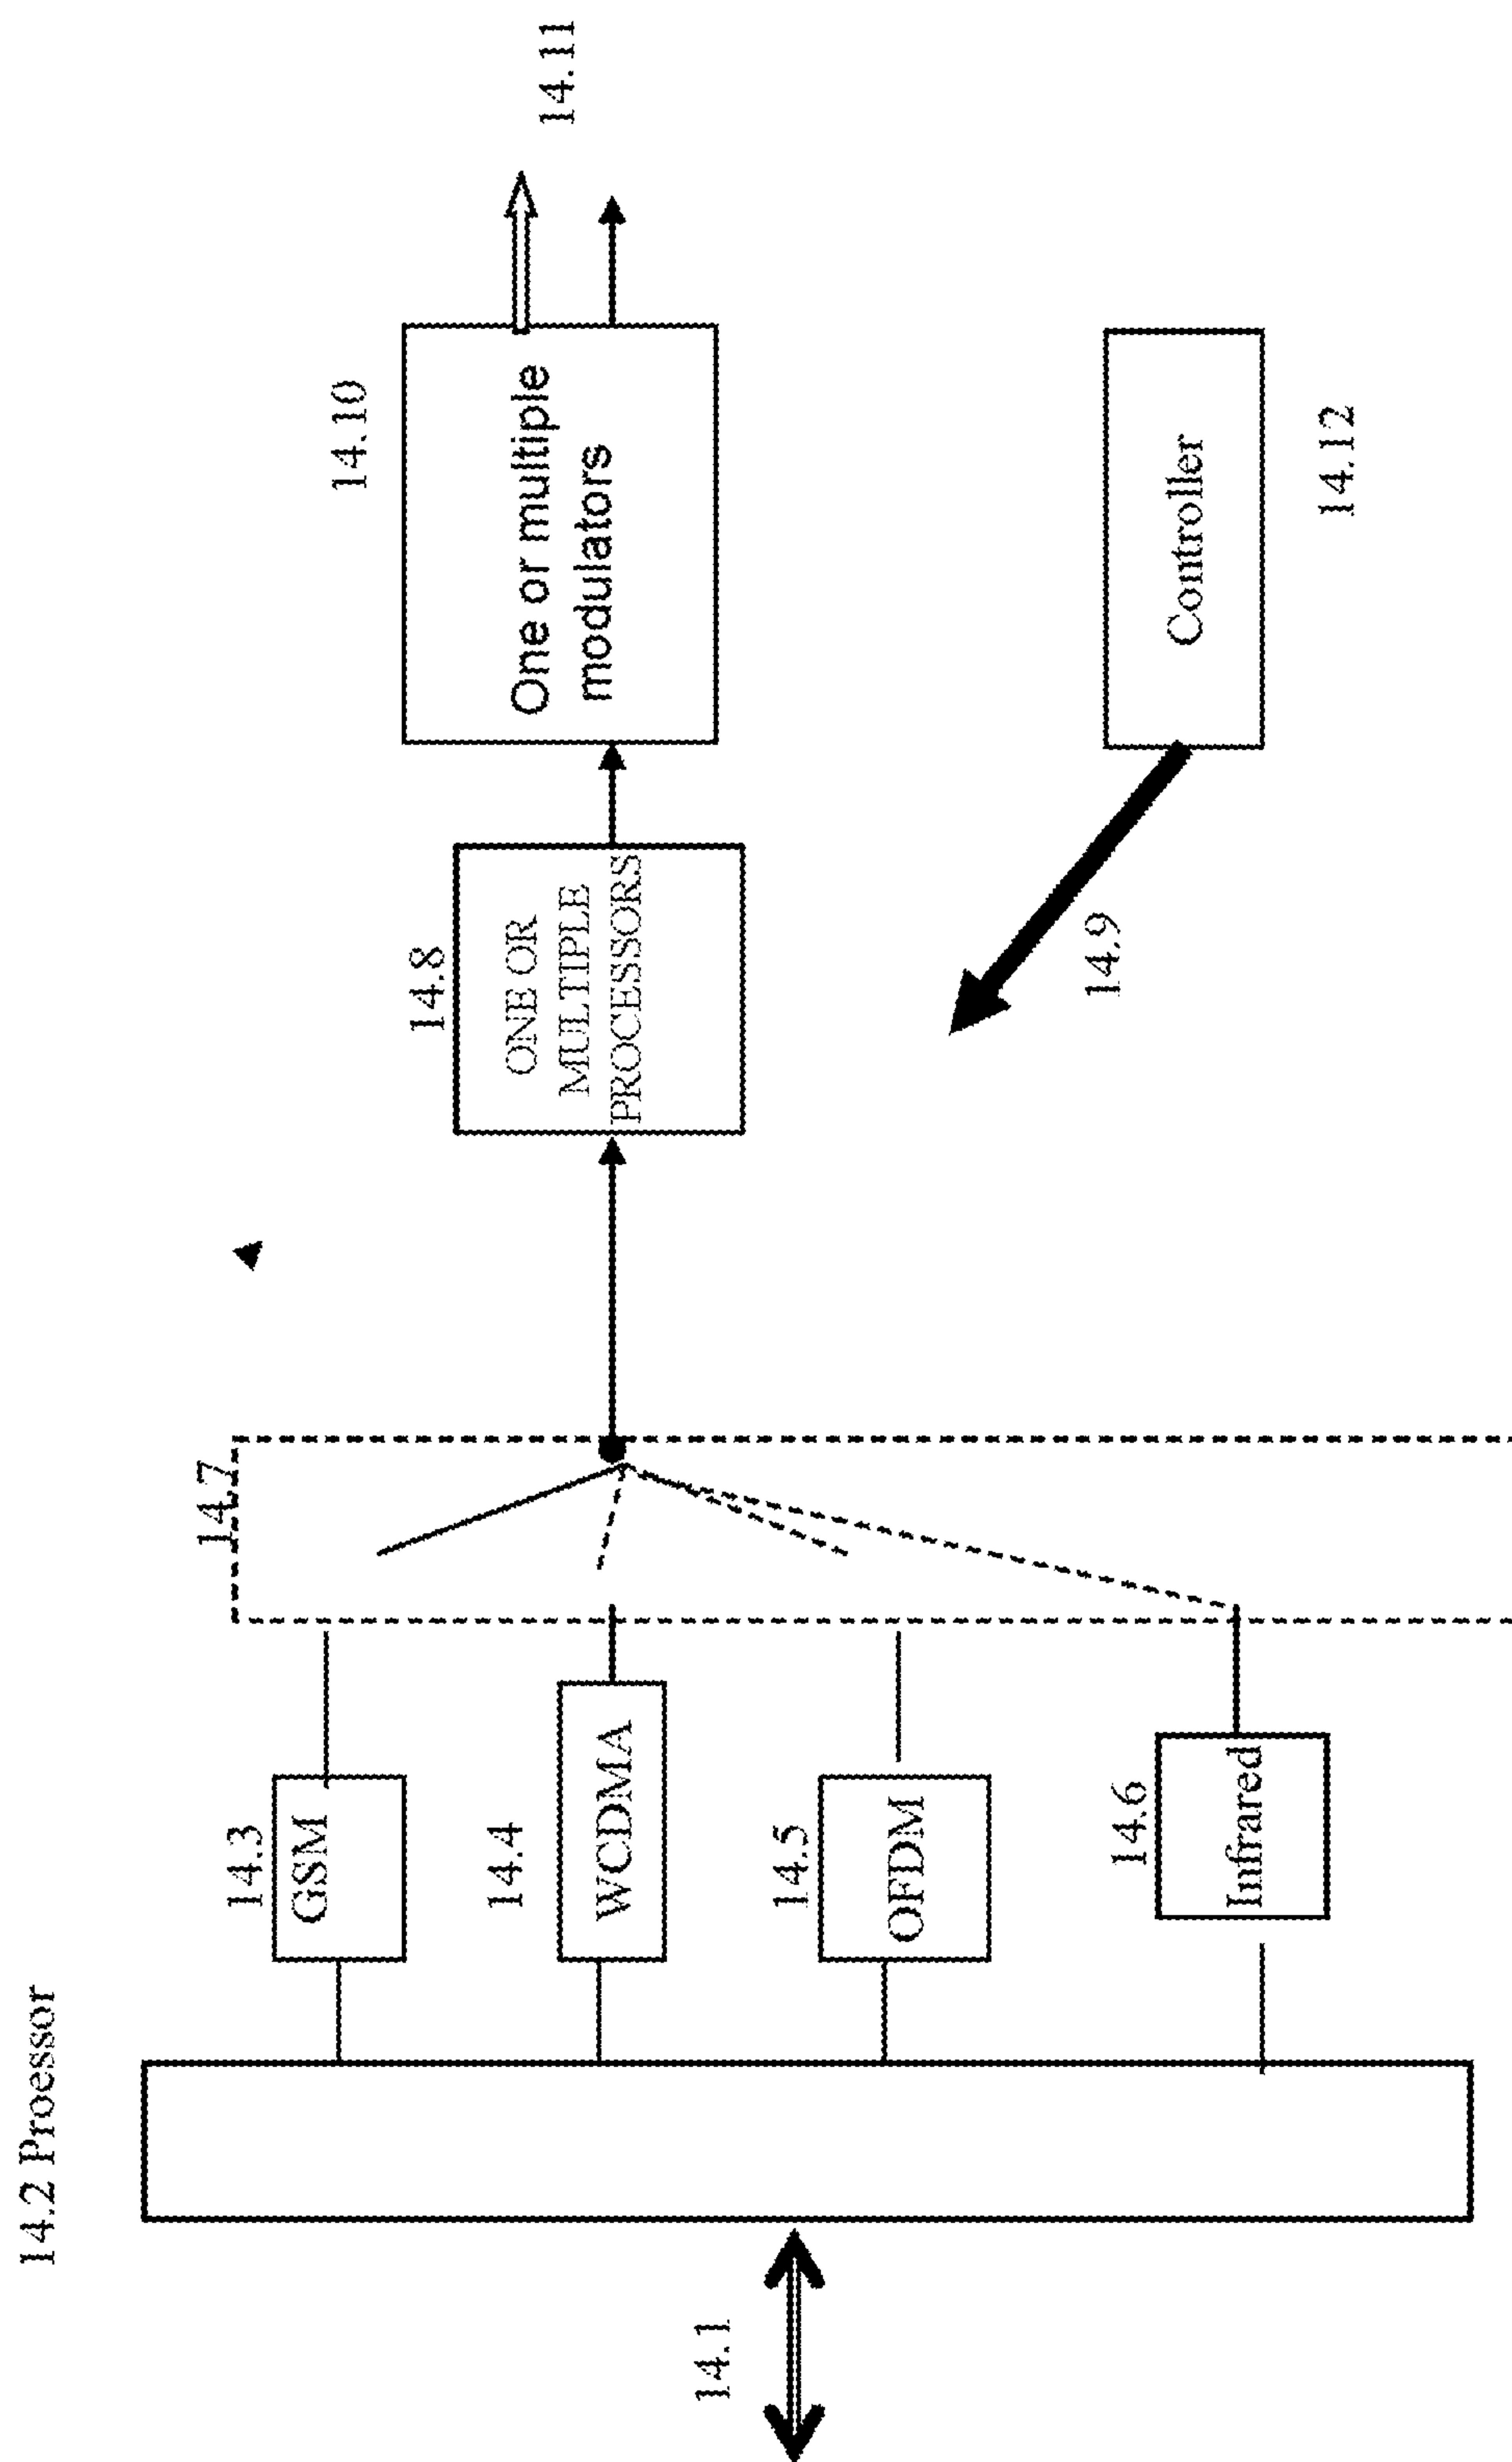 14.2 Proessor
14.1
14.3
GSM
14.4
WCDMA
14.5
OFDM
14.6
Infrared
14.7
14.8
ONE OR
MULTIPLE
PROCESSORS
14.9
14.10
One or multiple
modulators
14.11
Controller
14.12